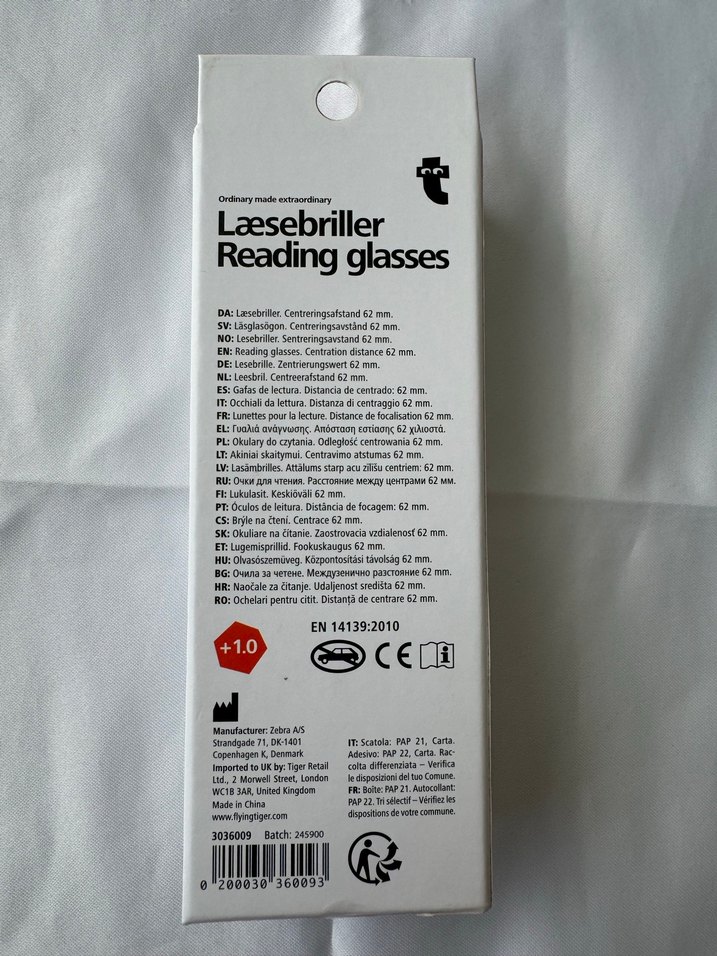 Ordinary made extraordinary
Læsebriller
Reading glasses
DA: Læsebriller. Centreringsafstand 62 mm.
SV: Läsglasögon. Centreringsavstånd 62 mm.
NO: Lesebriller. Sentreringsavstand 62 mm.
EN: Reading glasses. Centration distance 62 mm.
DE: Lesebrille. Zentrierungswert 62 mm.
NL: Leesbril. Centreerafstand 62 mm.
ES: Gafas de lectura. Distancia de centrado: 62 mm.
IT: Occhiali da lettura. Distanza di centraggio 62 mm.
FR: Lunettes pour la lecture. Distance de focalisation 62 mm.
EL: Γυαλιά ανάγνωσης. Απόσταση εστίασης 62 χιλιοστά.
PL: Okulary do czytania. Odległość centrowania 62 mm.
LT: Akiniai skaitymui. Centravimo atstumas 62 mm.
LV: Lasāmbrilles. Attālums starp acu zīlīšu centriem: 62 mm.
RU: Очки для чтения. Расстояние между центрами 62 мм.
FI: Lukulasit. Keskiöväli 62 mm.
PT: Óculos de leitura. Distância de focagem: 62 mm.
CS: Brýle na čtení. Centrace 62 mm.
SK: Okuliare na čítanie. Zaostrovacia vzdialenosť 62 mm.
ET: Lugemisprillid. Fookuskaugus 62 mm.
HU: Olvasószemüveg. Központosítási távolság 62 mm.
BG: Очила за четене. Междузенично разстояние 62 mm.
HR: Naočale za čitanje. Udaljenost središta 62 mm.
RO: Ochelari pentru citit. Distanță de centrare 62 mm.
+1.0
EN 14139:2010
CE
Manufacturer: Zebra A/S
Strandgade 71, DK-1401
Copenhagen K, Denmark
Imported to UK by: Tiger Retail
Ltd., 2 Morwell Street, London
WC1B 3AR, United Kingdom
Made in China
www.flyingtiger.com
3036009 Batch: 245900
0 200030 360093
IT: Scatola: PAP 21, Carta.
Adesivo: PAP 22, Carta. Rac-
colta differenziata – Verifica
le disposizioni del tuo Comune.
FR: Boîte: PAP 21. Autocollant:
PAP 22. Tri sélectif – Vérifiez les
dispositions de votre commune.